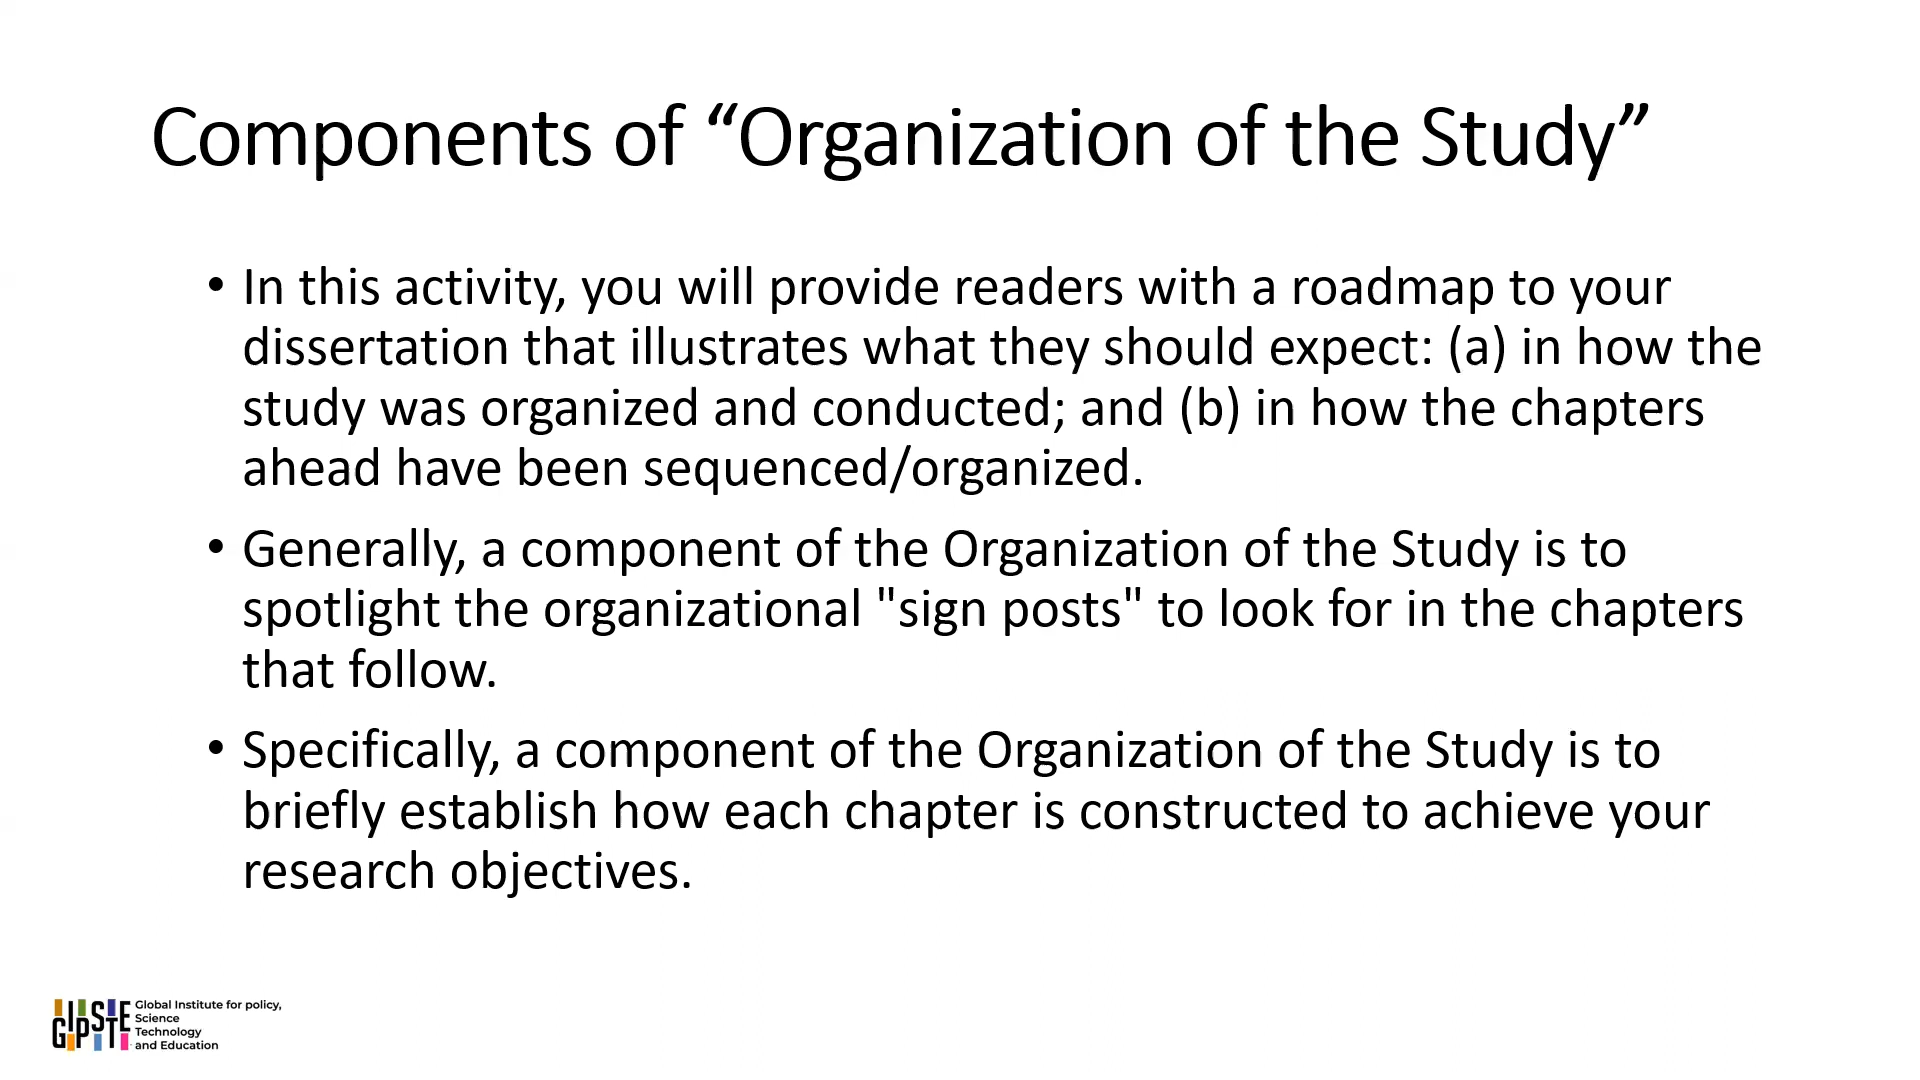 Components of “Organization of the Study”
• In this activity, you will provide readers with a roadmap to your
dissertation that illustrates what they should expect: (a) in how the
study was organized and conducted; and (b) in how the chapters
ahead have been sequenced/organized.
• Generally, a component of the Organization of the Study is to
spotlight the organizational "sign posts" to look for in the chapters
that follow.
• Specifically, a component of the Organization of the Study is to
briefly establish how each chapter is constructed to achieve your
research objectives.
GIPSTE
Global Institute for policy,
Science
Technology
and Education